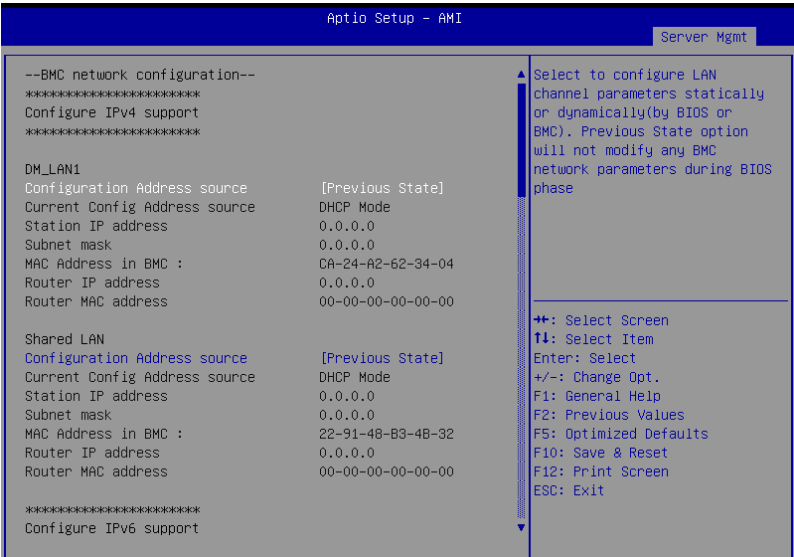 Aptio Setup - AMI
Server Mgmt
--BMC network configuration--
************************
Configure IPv4 support
************************
DM_LAN1
Configuration Address source [Previous State]
Current Config Address source DHCP Mode
Station IP address 0.0.0.0
Subnet mask 0.0.0.0
MAC Address in BMC : CA-24-A2-62-34-04
Router IP address 0.0.0.0
Router MAC address 00-00-00-00-00-00
Shared LAN
Configuration Address source [Previous State]
Current Config Address source DHCP Mode
Station IP address 0.0.0.0
Subnet mask 0.0.0.0
MAC Address in BMC : 22-91-48-B3-4B-32
Router IP address 0.0.0.0
Router MAC address 00-00-00-00-00-00
************************
Configure IPv6 support
Select to configure LAN
channel parameters statically
or dynamically(by BIOS or
BMC). Previous State option
will not modify any BMC
network parameters during BIOS
phase
→←: Select Screen
↑↓: Select Item
Enter: Select
+/-: Change Opt.
F1: General Help
F2: Previous Values
F5: Optimized Defaults
F10: Save & Reset
F12: Print Screen
ESC: Exit